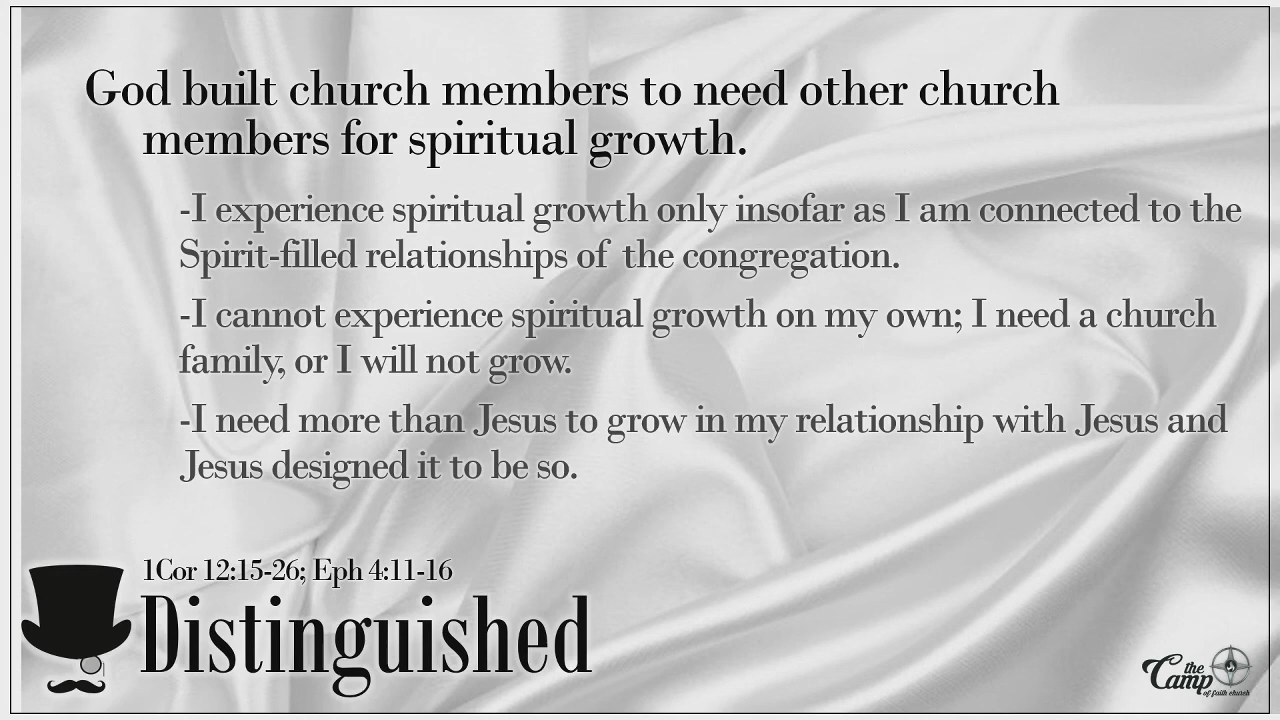 God built church members to need other church
members for spiritual growth.
-I experience spiritual growth only insofar as I am connected to the
Spirit-filled relationships of the congregation.
-I cannot experience spiritual growth on my own; I need a church
family, or I will not grow.
-I need more than Jesus to grow in my relationship with Jesus and
Jesus designed it to be so.
1Cor 12:15-26; Eph 4:11-16
Distinguished
the
Camp
of faith church